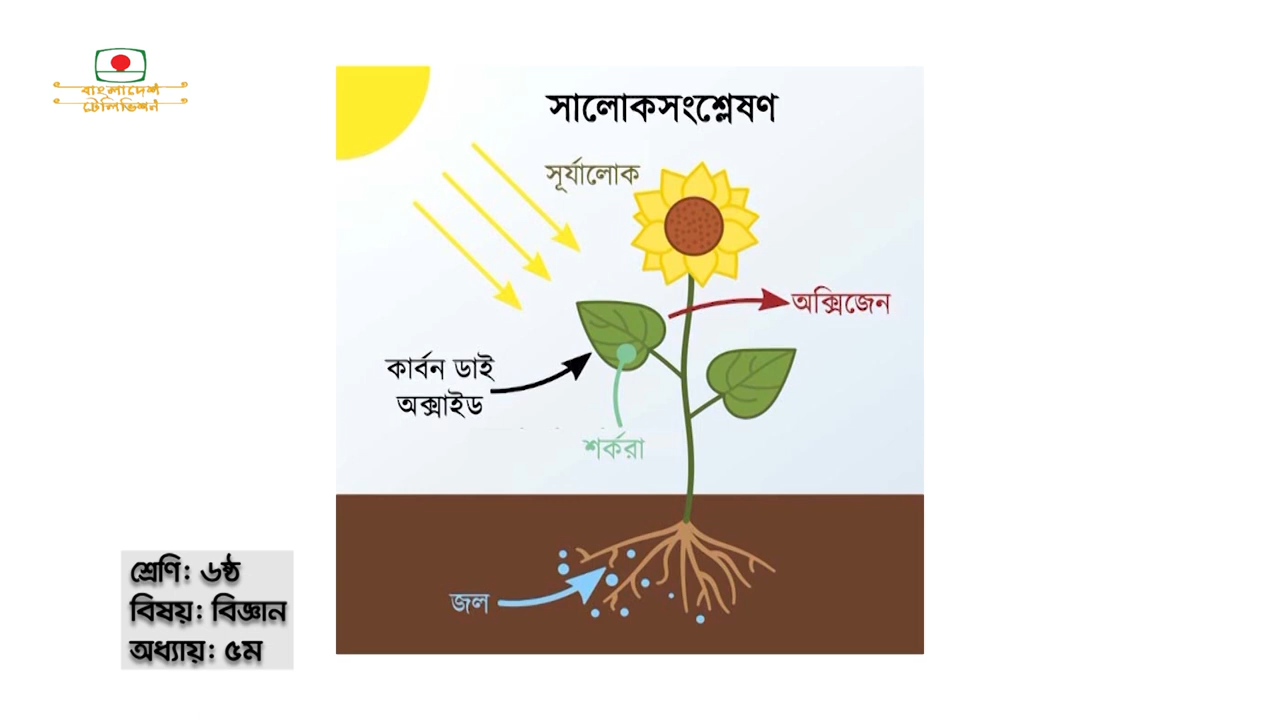 বাংলাদেশ
টেলিভিশন
সালোকসংশ্লেষণ
সূর্যালোক
অক্সিজেন
কার্বন ডাই
অক্সাইড
শর্করা
জল
শ্রেণি: ৬ষ্ঠ
বিষয়: বিজ্ঞান
অধ্যায়: ৫ম